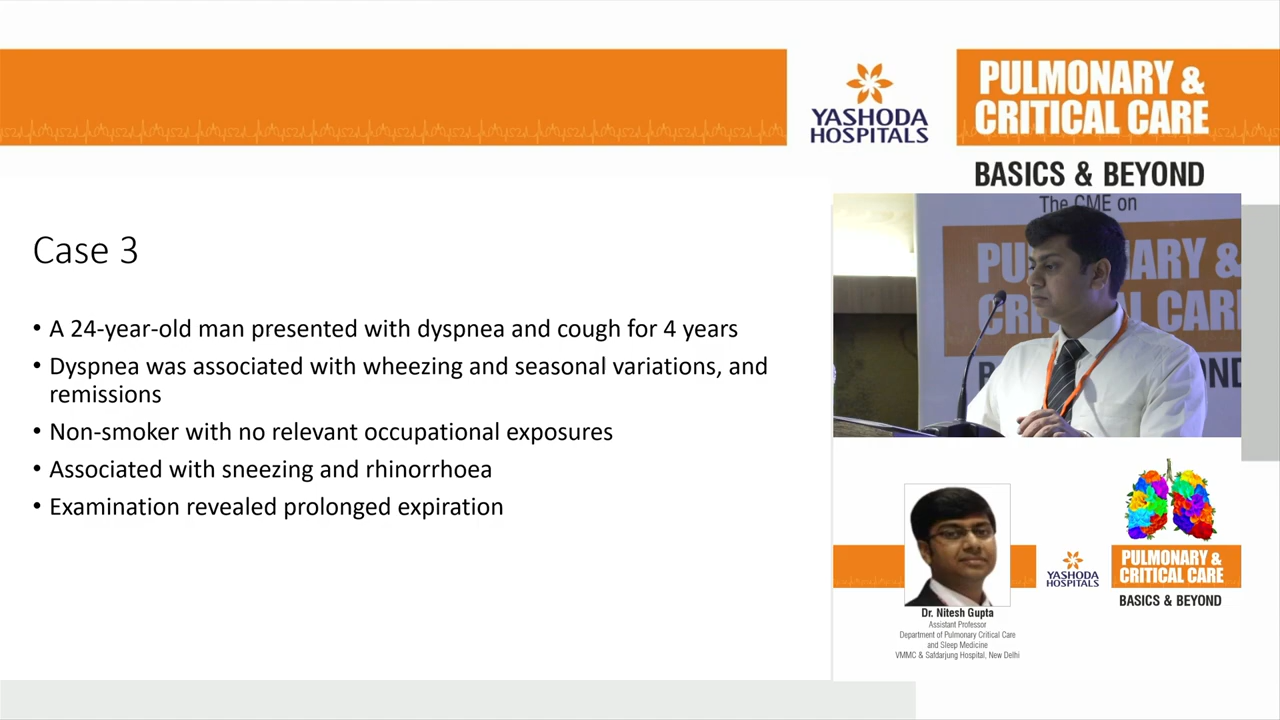 YASHODA
HOSPITALS
PULMONARY &
CRITICAL CARE
BASICS & BEYOND
Case 3
• A 24-year-old man presented with dyspnea and cough for 4 years
• Dyspnea was associated with wheezing and seasonal variations, and
remissions
• Non-smoker with no relevant occupational exposures
• Associated with sneezing and rhinorrhoea
• Examination revealed prolonged expiration
The CME on
Dr. Nitesh Gupta
Assistant Professor
Department of Pulmonary Critical Care
and Sleep Medicine
VMMC & Safdarjung Hospital, New Delhi
YASHODA
HOSPITALS
PULMONARY &
CRITICAL CARE
BASICS & BEYOND